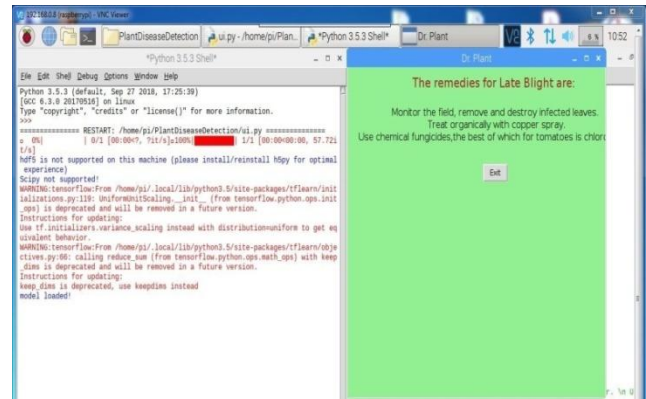 192.168.0.8 (raspberrypi) - VNC Viewer
PlantDiseaseDetection
ui.py - /home/pi/Plan...
*Python 3.5.3 Shell*
Dr. Plant
10:52
*Python 3.5.3 Shell*
File Edit Shell Debug Options Window Help
Python 3.5.3 (default, Sep 27 2018, 17:25:39)
[GCC 6.3.0 20170516] on linux
Type "copyright", "credits" or "license()" for more information.
>>>
=============== RESTART: /home/pi/PlantDiseaseDetection/ui.py ===============
0%| | 0/1 [00:00<?, ?it/s]100%| | 1/1 [00:00<00:00, 57.72i
t/s]
hdf5 is not supported on this machine (please install/reinstall h5py for optimal
experience)
Scipy not supported!
WARNING:tensorflow:From /home/pi/.local/lib/python3.5/site-packages/tflearn/init
ializations.py:119: UniformUnitScaling.__init__ (from tensorflow.python.ops.init
_ops) is deprecated and will be removed in a future version.
Instructions for updating:
Use tf.initializers.variance_scaling instead with distribution=uniform to get eq
uivalent behavior.
WARNING:tensorflow:From /home/pi/.local/lib/python3.5/site-packages/tflearn/obje
ctives.py:66: calling reduce_sum (from tensorflow.python.ops.math_ops) with keep
_dims is deprecated and will be removed in a future version.
Instructions for updating:
keep_dims is deprecated, use keepdims instead
model loaded!
Dr. Plant
The remedies for Late Blight are:
Monitor the field, remove and destroy infected leaves.
Treat organically with copper spray.
Use chemical fungicides,the best of which for tomatoes is chlor
Exit